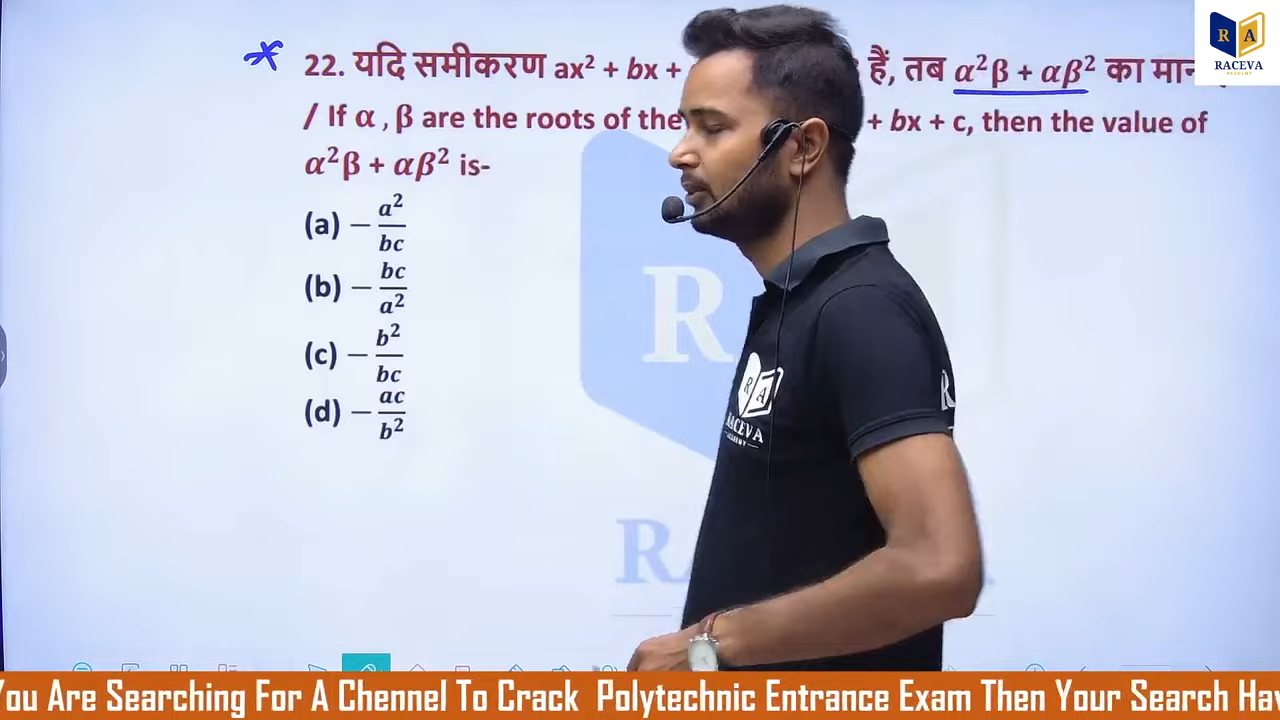 22. यदि समीकरण ax² + bx + हैं, तब α²β + αβ² का
/ If α , β are the roots of the + bx + c, then the value of
α²β + αβ² is-
(a) − a²/bc
(b) − bc/a²
(c) − b²/bc
(d) − ac/b²
R A
RACEVA
ACADEMY
R
R A
RACEVA
You Are Searching For A Chennel To Crack Polytechnic Entrance Exam Then Your Search